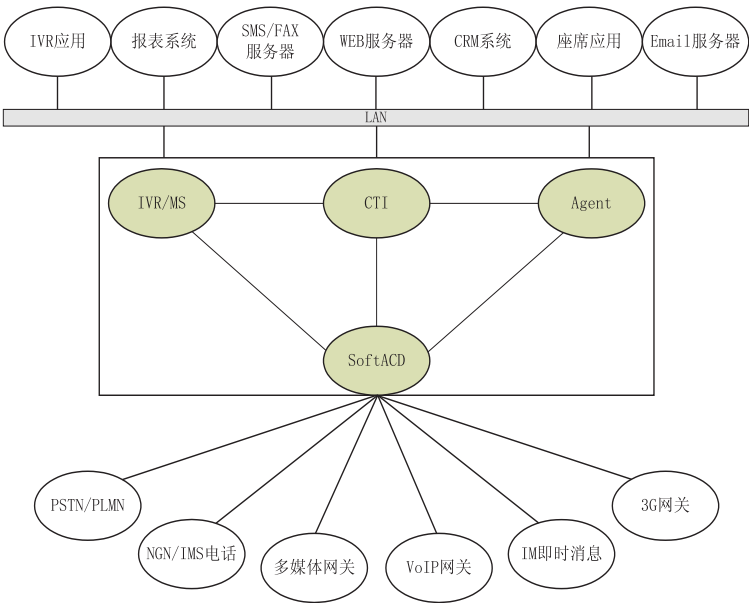 IVR应用
报表系统
SMS/FAX
服务器
WEB服务器
CRM系统
座席应用
Email服务器
LAN
IVR/MS
CTI
Agent
SoftACD
PSTN/PLMN
NGN/IMS电话
多媒体网关
VoIP网关
IM即时消息
3G网关